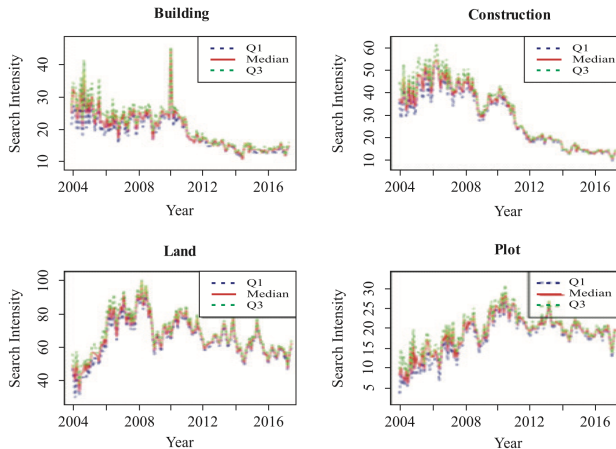 Building
Q1
Median
Q3
Search Intensity
40
30
20
10
2004
2008
2012
2016
Year
Construction
Q1
Median
Q3
Search Intensity
60
50
40
30
20
10
2004
2008
2012
2016
Year
Land
Q1
Median
Q3
Search Intensity
100
80
60
40
2004
2008
2012
2016
Year
Plot
Q1
Median
Q3
Search Intensity
30
25
20
15
10
5
2004
2008
2012
2016
Year